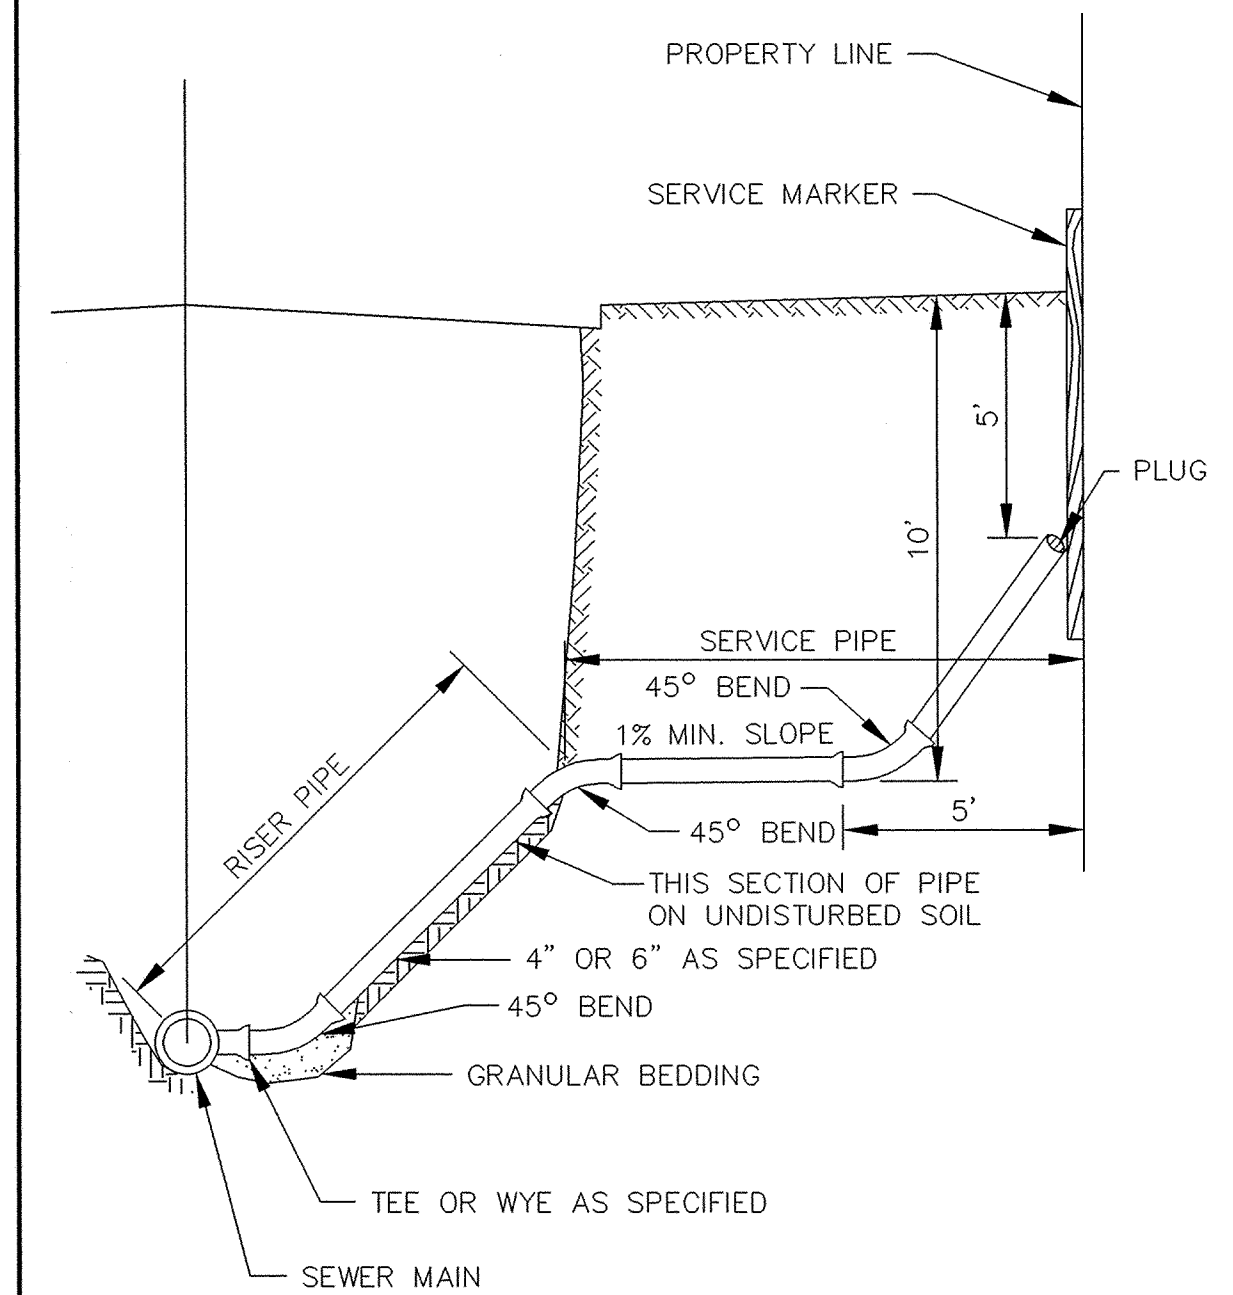 PROPERTY LINE
SERVICE MARKER
5'
PLUG
10'
SERVICE PIPE
45° BEND
1% MIN. SLOPE
RISER PIPE
5'
45° BEND
THIS SECTION OF PIPE
ON UNDISTURBED SOIL
4" OR 6" AS SPECIFIED
45° BEND
GRANULAR BEDDING
TEE OR WYE AS SPECIFIED
SEWER MAIN